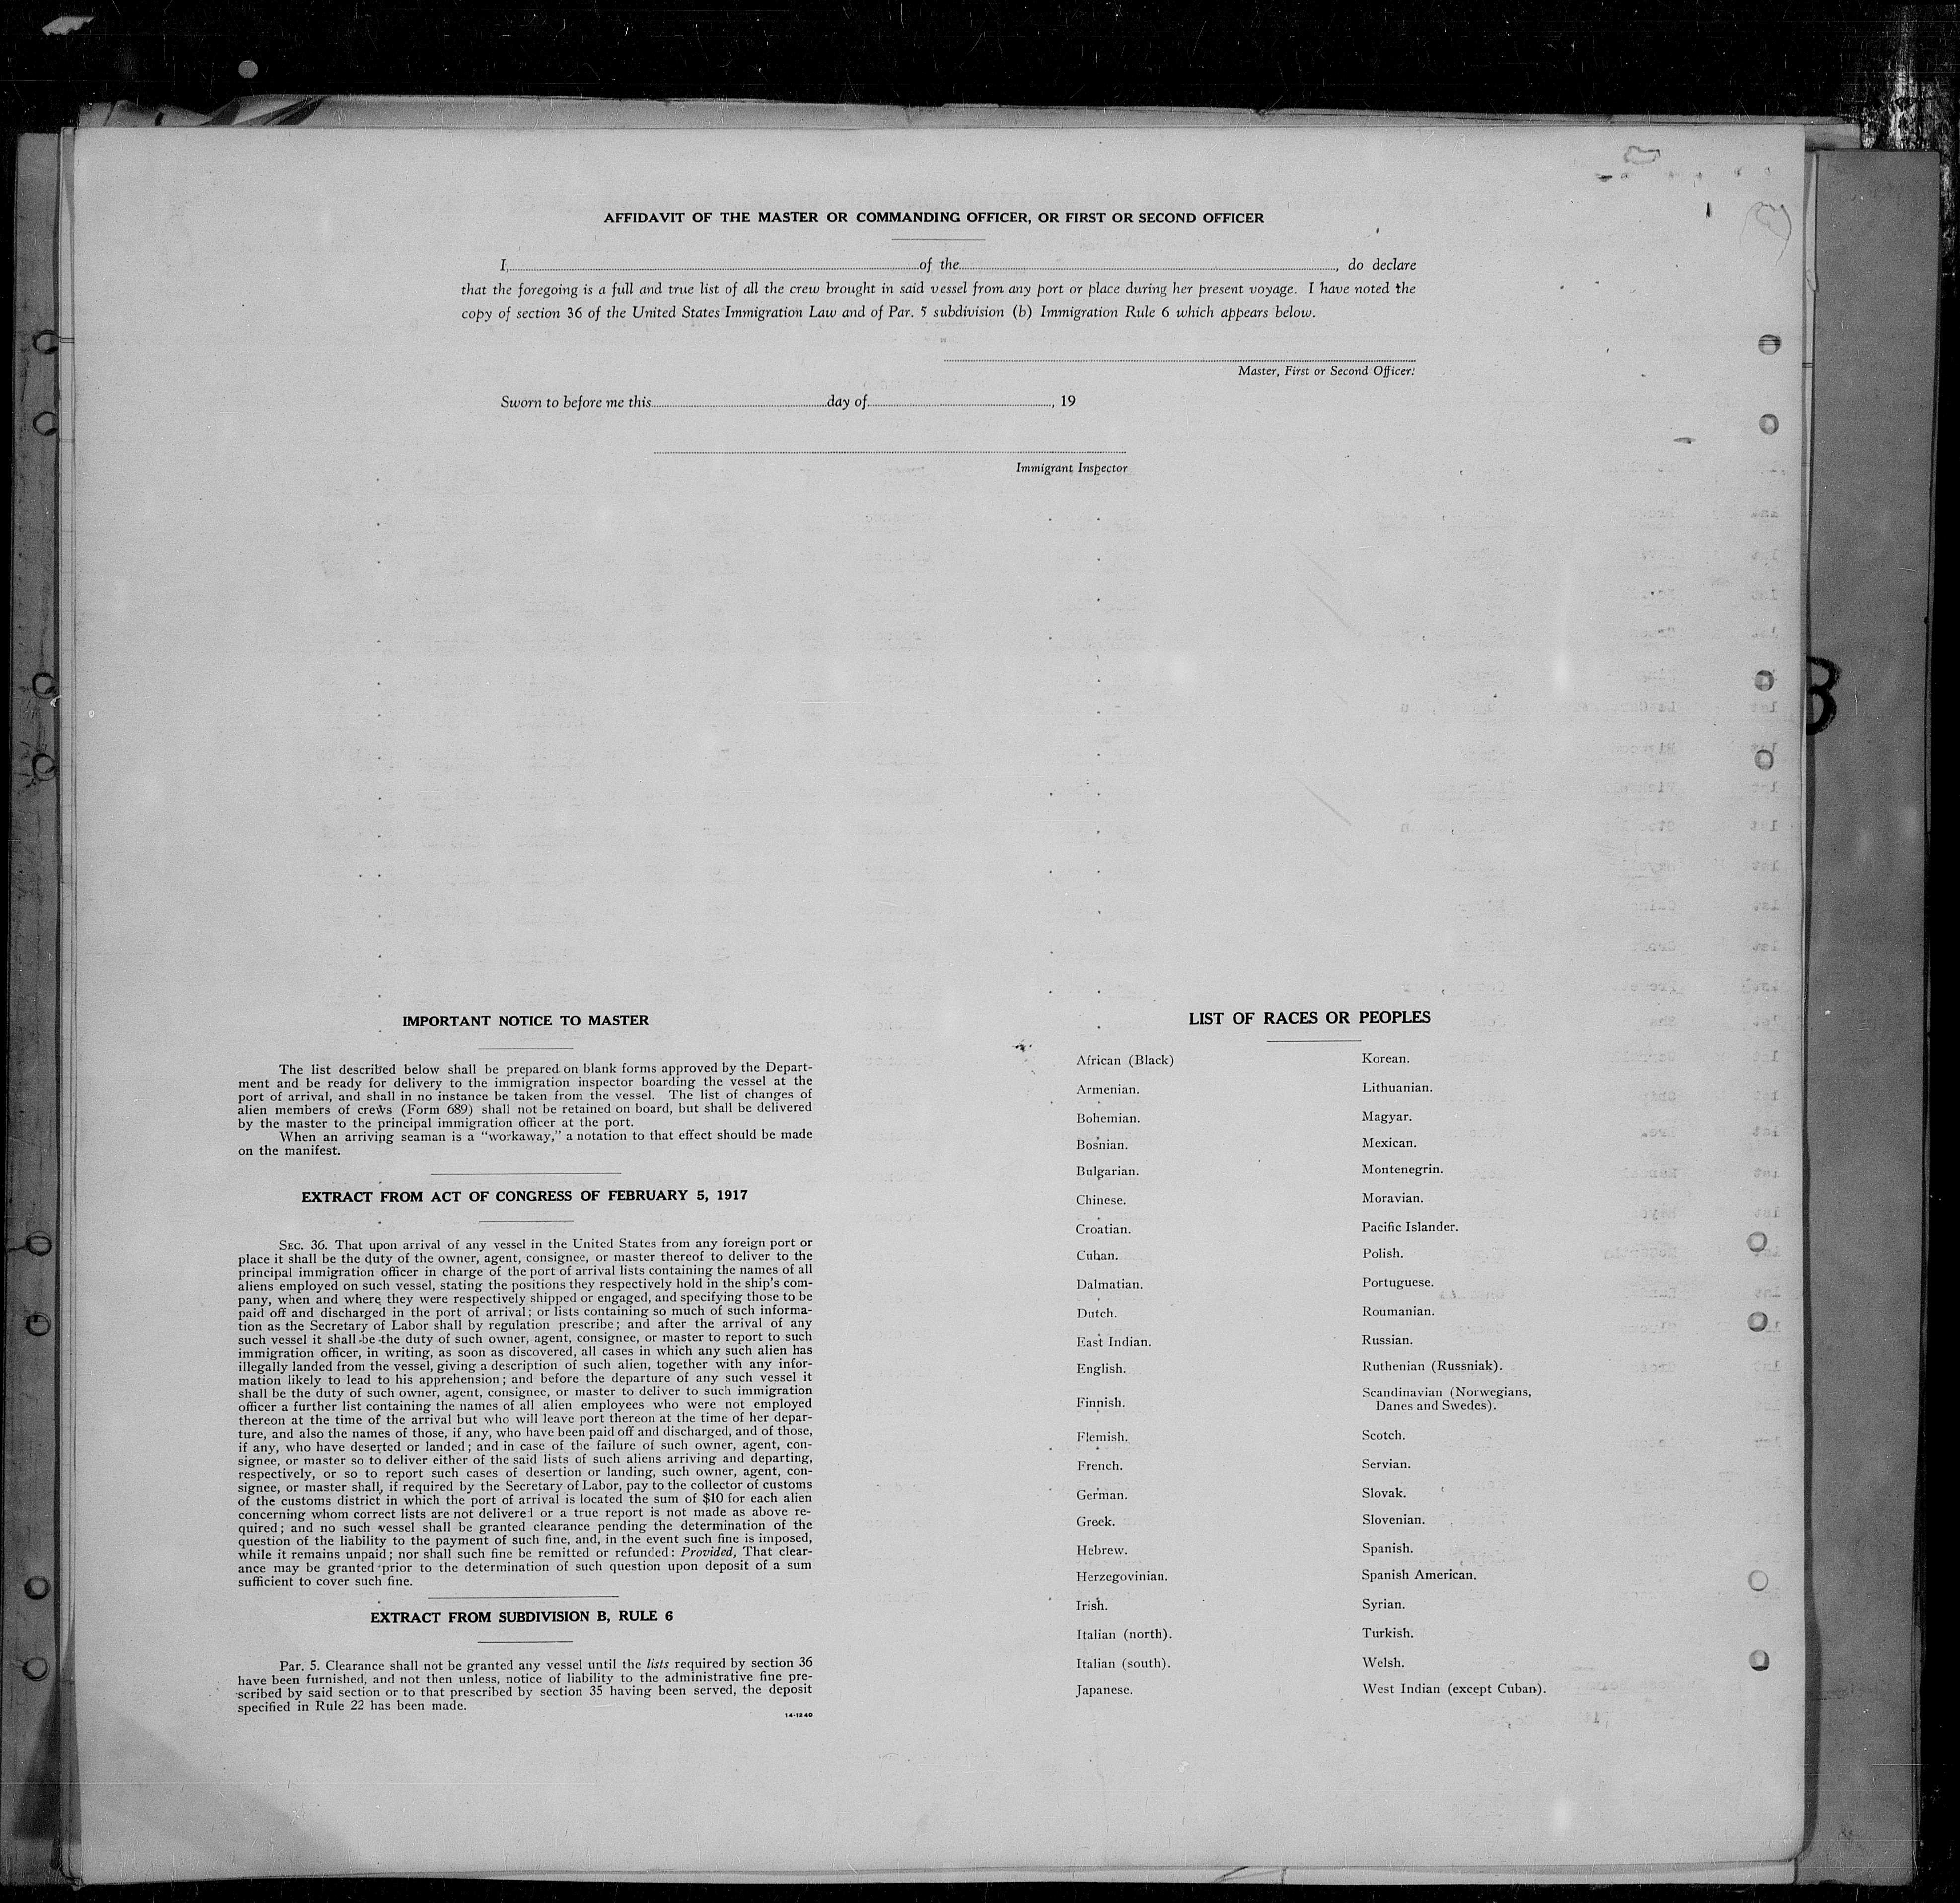 AFFIDAVIT OF THE MASTER OR COMMANDING OFFICER, OR FIRST OR SECOND OFFICER
I, of the , do declare
that the foregoing is a full and true list of all the crew brought in said vessel from any port or place during her present voyage. I have noted the
copy of section 36 of the United States Immigration Law and of Par. 5 subdivision (b) Immigration Rule 6 which appears below.
Master, First or Second Officer.
Sworn to before me this day of , 19
Immigrant Inspector
IMPORTANT NOTICE TO MASTER
The list described below shall be prepared on blank forms approved by the Depart-
ment and be ready for delivery to the immigration inspector boarding the vessel at the
port of arrival, and shall in no instance be taken from the vessel. The list of changes of
alien members of crews (Form 689) shall not be retained on board, but shall be delivered
by the master to the principal immigration officer at the port.
When an arriving seaman is a "workaway," a notation to that effect should be made
on the manifest.
EXTRACT FROM ACT OF CONGRESS OF FEBRUARY 5, 1917
SEC. 36. That upon arrival of any vessel in the United States from any foreign port or
place it shall be the duty of the owner, agent, consignee, or master thereof to deliver to the
principal immigration officer in charge of the port of arrival lists containing the names of all
aliens employed on such vessel, stating the positions they respectively hold in the ship's com-
pany, when and where they were respectively shipped or engaged, and specifying those to be
paid off and discharged in the port of arrival; or lists containing so much of such informa-
tion as the Secretary of Labor shall by regulation prescribe; and after the arrival of any
such vessel it shall be the duty of such owner, agent, consignee, or master to report to such
immigration officer, in writing, as soon as discovered, all cases in which any such alien has
illegally landed from the vessel, giving a description of such alien, together with any infor-
mation likely to lead to his apprehension; and before the departure of any such vessel it
shall be the duty of such owner, agent, consignee, or master to deliver to such immigration
officer a further list containing the names of all alien employees who were not employed
thereon at the time of the arrival but who will leave port thereon at the time of her depar-
ture, and also the names of those, if any, who have been paid off and discharged, and of those,
if any, who have deserted or landed; and in case of the failure of such owner, agent, con-
signee, or master so to deliver either of the said lists of such aliens arriving and departing,
respectively, or so to report such cases of desertion or landing, such owner, agent, con-
signee, or master shall, if required by the Secretary of Labor, pay to the collector of customs
of the customs district in which the port of arrival is located the sum of $10 for each alien
concerning whom correct lists are not delivered or a true report is not made as above re-
quired; and no such vessel shall be granted clearance pending the determination of the
question of the liability to the payment of such fine, and, in the event such fine is imposed,
while it remains unpaid; nor shall such fine be remitted or refunded: Provided, That clear-
ance may be granted prior to the determination of such question upon deposit of a sum
sufficient to cover such fine.
EXTRACT FROM SUBDIVISION B, RULE 6
Par. 5. Clearance shall not be granted any vessel until the lists required by section 36
have been furnished, and not then unless, notice of liability to the administrative fine pre-
scribed by said section or to that prescribed by section 35 having been served, the deposit
specified in Rule 22 has been made.
14-1240
LIST OF RACES OR PEOPLES
African (Black)
Armenian.
Bohemian.
Bosnian.
Bulgarian.
Chinese.
Croatian.
Cuban.
Dalmatian.
Dutch.
East Indian.
English.
Finnish.
Flemish.
French.
German.
Greek.
Hebrew.
Herzegovinian.
Irish.
Italian (north).
Italian (south).
Japanese.
Korean.
Lithuanian.
Magyar.
Mexican.
Montenegrin.
Moravian.
Pacific Islander.
Polish.
Portuguese.
Roumanian.
Russian.
Ruthenian (Russniak).
Scandinavian (Norwegians,
Danes and Swedes).
Scotch.
Servian.
Slovak.
Slovenian.
Spanish.
Spanish American.
Syrian.
Turkish.
Welsh.
West Indian (except Cuban).